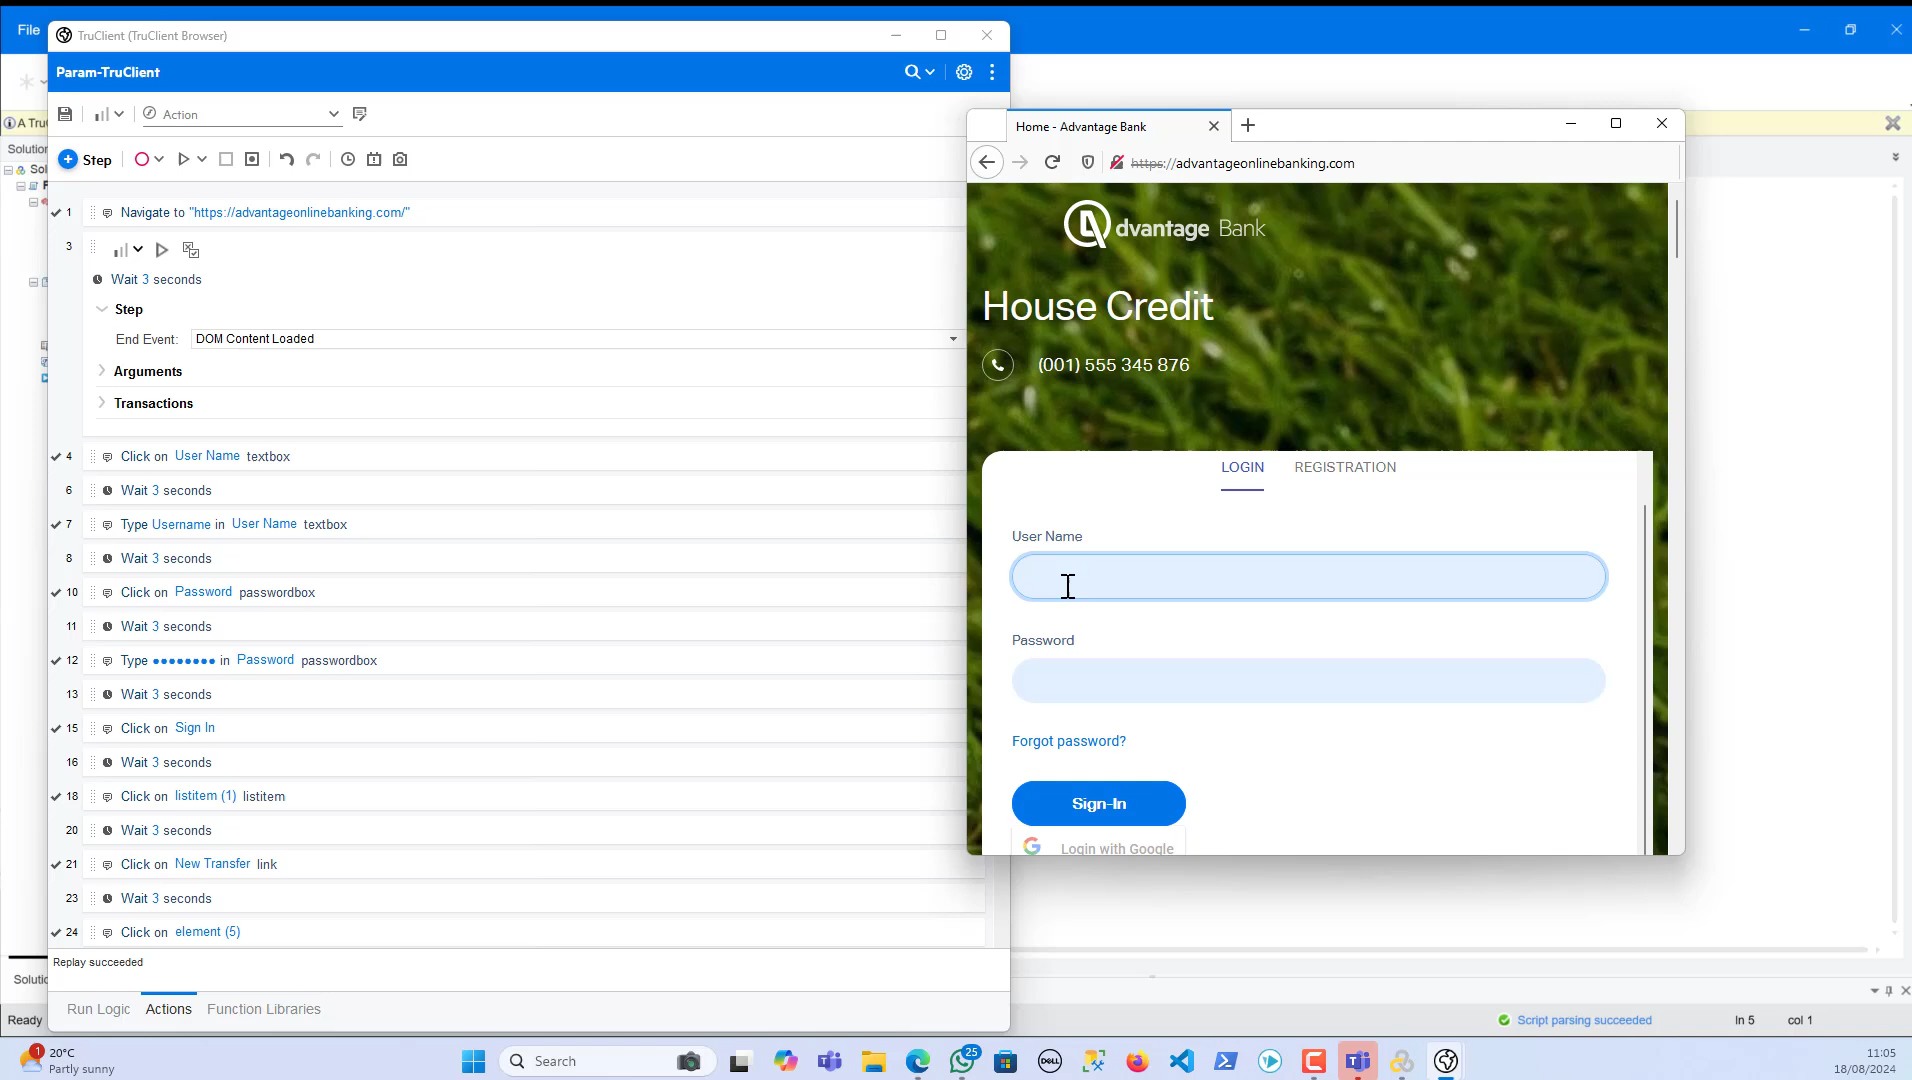 File
TruClient (TruClient Browser)
Param-TruClient
Action
Step
A Tru
Solution
Sol
1 Navigate to "https://advantageonlinebanking.com/"
3
Wait 3 seconds
Step
End Event: DOM Content Loaded
Arguments
Transactions
4 Click on User Name textbox
6 Wait 3 seconds
7 Type Username in User Name textbox
8 Wait 3 seconds
10 Click on Password passwordbox
11 Wait 3 seconds
12 Type ●●●●●●●● in Password passwordbox
13 Wait 3 seconds
15 Click on Sign In
16 Wait 3 seconds
18 Click on listitem (1) listitem
20 Wait 3 seconds
21 Click on New Transfer link
23 Wait 3 seconds
24 Click on element (5)
Replay succeeded
Run Logic Actions Function Libraries
Home - Advantage Bank
https://advantageonlinebanking.com
dvantage Bank
House Credit
(001) 555 345 876
LOGIN REGISTRATION
User Name
Password
Forgot password?
Sign-In
Login with Google
Solutio
Ready
Script parsing succeeded
ln 5
col 1
1
20°C
Partly sunny
Search
25
DELL
11:05
18/08/2024